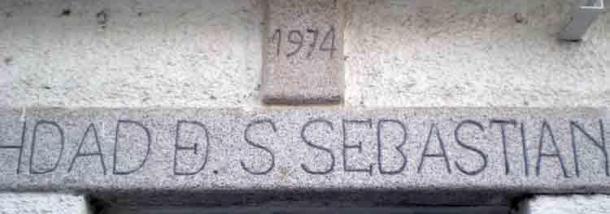 1974
HDAD Đ. S. SEBASTIAN